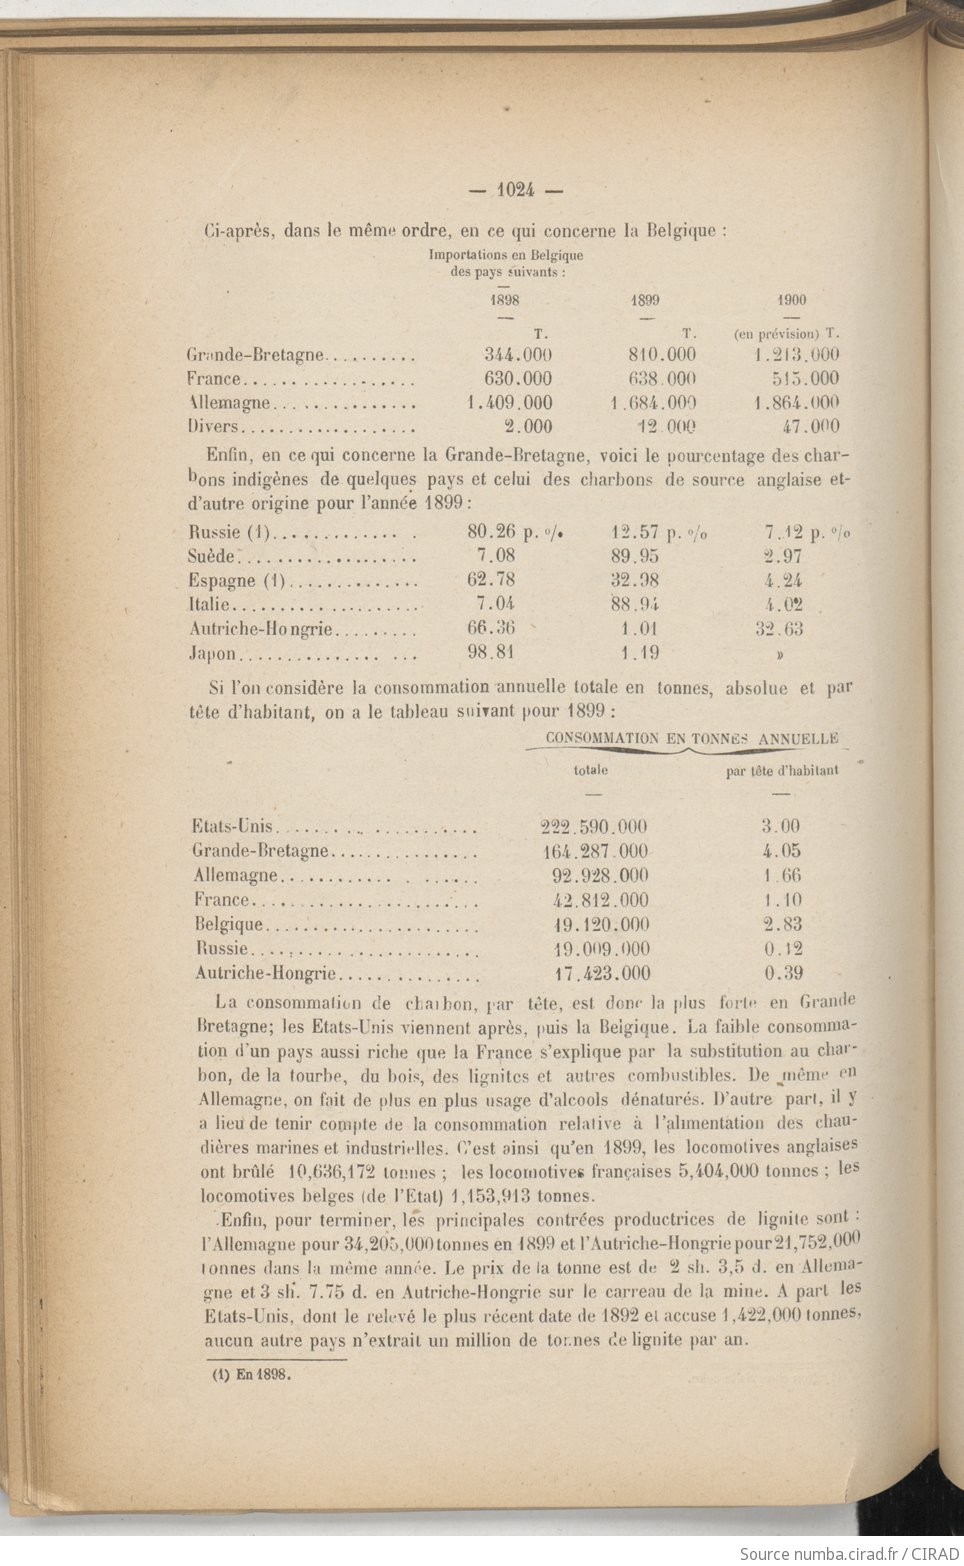 — 1024 —
Ci-après, dans le même ordre, en ce qui concerne la Belgique :
Importations en Belgique
des pays suivants :
1898 1899 1900
T. T. (en prévision) T.
Grande-Bretagne.......... 344.000 810.000 1.213.000
France.................. 630.000 638.000 515.000
Allemagne............... 1.409.000 1.684.000 1.864.000
Divers................... 2.000 12.000 47.000
Enfin, en ce qui concerne la Grande-Bretagne, voici le pourcentage des char-
bons indigènes de quelques pays et celui des charbons de source anglaise et-
d'autre origine pour l'année 1899 :
Russie (1).............. 80.26 p. % 12.57 p. % 7.12 p. %
Suède................... 7.08 89.95 2.97
Espagne (1).............. 62.78 32.98 4.24
Italie.................... 7.04 88.94 4.02
Autriche-Hongrie......... 66.36 1.01 32.63
Japon.................. 98.81 1.19 »
Si l'on considère la consommation annuelle totale en tonnes, absolue et par
tête d'habitant, on a le tableau suivant pour 1899 :
CONSOMMATION EN TONNES ANNUELLE
totale par tête d'habitant
Etats-Unis..................... 222.590.000 3.00
Grande-Bretagne................ 164.287.000 4.05
Allemagne.................... 92.928.000 1.66
France........................ 42.812.000 1.10
Belgique....................... 19.120.000 2.83
Russie........................ 19.009.000 0.12
Autriche-Hongrie............... 17.423.000 0.39
La consommation de charbon, par tête, est donc la plus forte en Grande
Bretagne; les Etats-Unis viennent après, puis la Belgique. La faible consomma-
tion d'un pays aussi riche que la France s'explique par la substitution au char-
bon, de la tourbe, du bois, des lignites et autres combustibles. De même en
Allemagne, on fait de plus en plus usage d'alcools dénaturés. D'autre part, il y
a lieu de tenir compte de la consommation relative à l'alimentation des chau-
dières marines et industrielles. C'est ainsi qu'en 1899, les locomotives anglaises
ont brûlé 10,636,172 tonnes ; les locomotives françaises 5,404,000 tonnes ; les
locomotives belges (de l'Etat) 1,153,913 tonnes.
Enfin, pour terminer, les principales contrées productrices de lignite sont :
l'Allemagne pour 34,205,000 tonnes en 1899 et l'Autriche-Hongrie pour 21,752,000
tonnes dans la même année. Le prix de la tonne est de 2 sh. 3,5 d. en Allema-
gne et 3 sh. 7.75 d. en Autriche-Hongrie sur le carreau de la mine. A part les
Etats-Unis, dont le relevé le plus récent date de 1892 et accuse 1,422,000 tonnes,
aucun autre pays n'extrait un million de tonnes de lignite par an.
(1) En 1898.
Source numba.cirad.fr / CIRAD